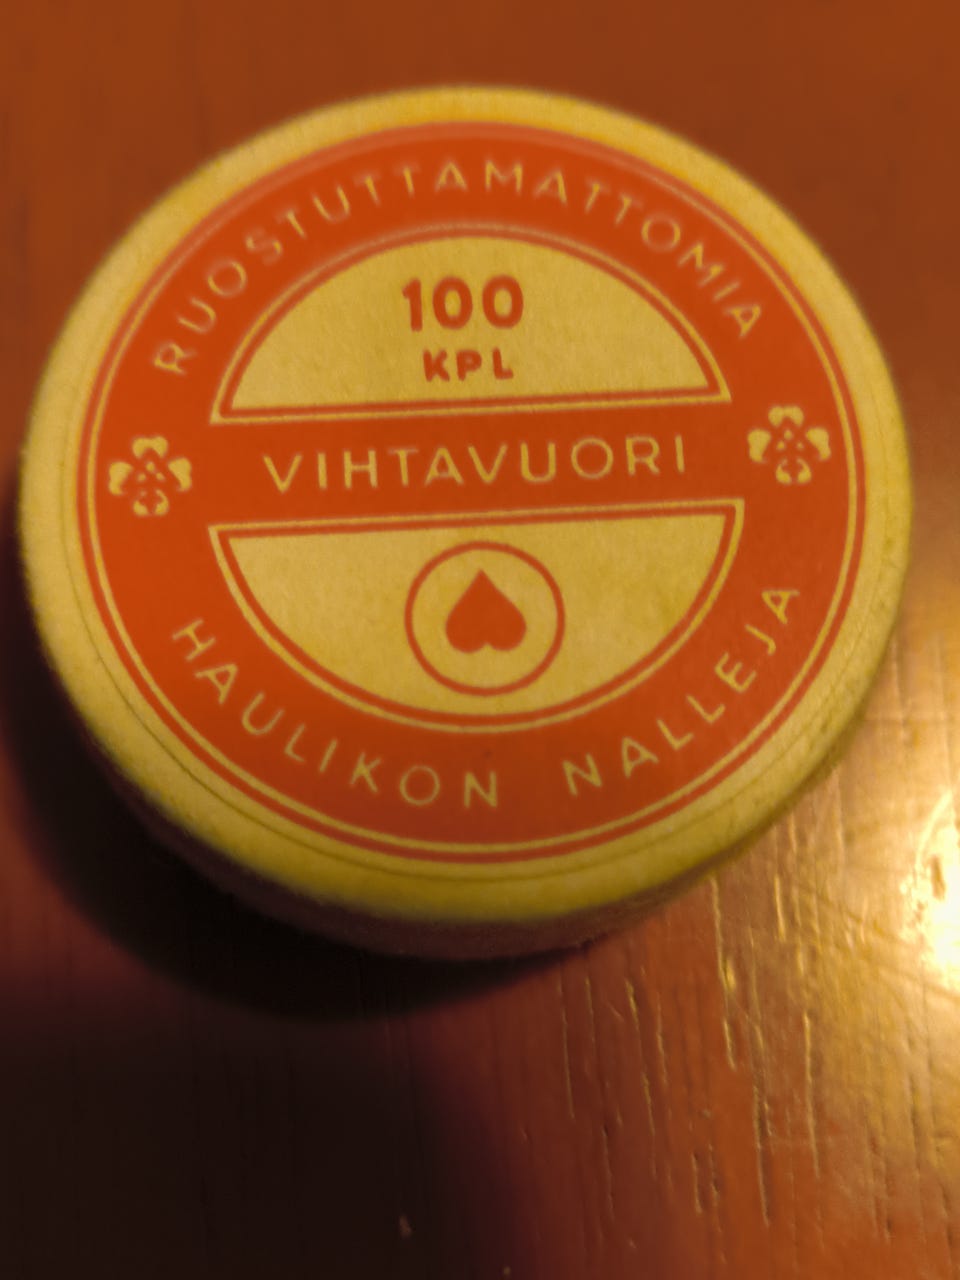 RUOSTUTTAMATTOMIA
100
KPL
VIHTAVUORI
HAULIKON NALLEJA